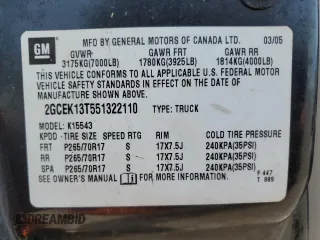 GM
MFD BY GENERAL MOTORS OF CANADA LTD. 03/05
GVWR GAWR FRT GAWR RR
3175KG(7000LB) 1780KG(3925LB) 1814KG(4000LB)
THIS VEHICLE CONFORMS TO ALL APPLICABLE U.S. FEDERAL
MOTOR VEHICLE SAFETY STANDARDS IN EFFECT ON THE DATE OF
MANUFACTURE SHOWN ABOVE.
2GCEK13T551322110 TYPE: TRUCK
MODEL: K15543
KPDD TIRE SIZE SPEED RTG RIM COLD TIRE PRESSURE
FRT P265/70R17 S 17X7.5J 240KPA(35PSI)
RR P265/70R17 S 17X7.5J 240KPA(35PSI)
SPA P265/70R17 S 17X7.5J 240KPA(35PSI)
SEE OWNER'S MANUAL FOR ADDITIONAL INFORMATION.
F 447
DREAMBID